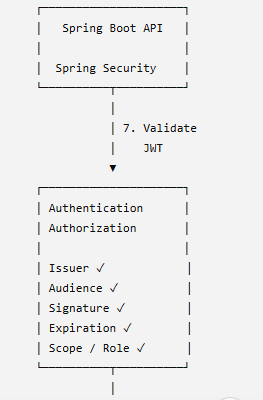 Spring Boot API
Spring Security
7. Validate
JWT
Authentication
Authorization
Issuer ✓
Audience ✓
Signature ✓
Expiration ✓
Scope / Role ✓